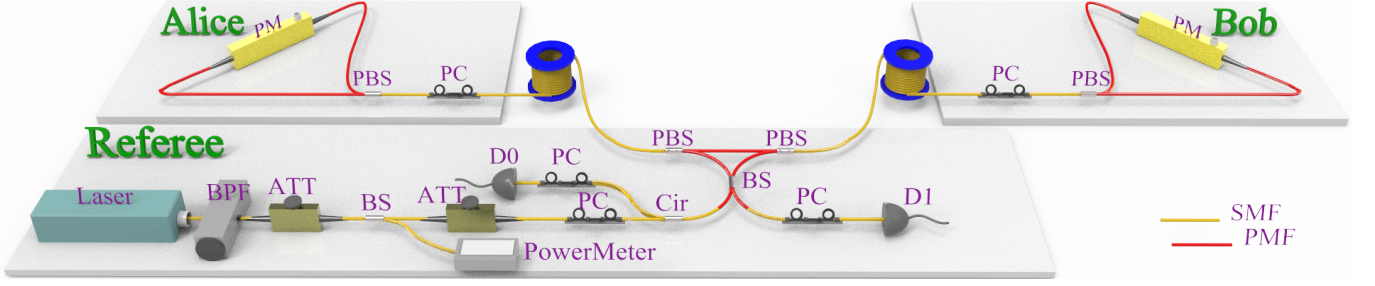 Alice
PM
PBS
PC
PC
PBS
PM
Bob
Referee
PBS
PBS
D0
PC
BS
Laser
BPF
ATT
BS
ATT
PC
Cir
PC
D1
PowerMeter
SMF
PMF